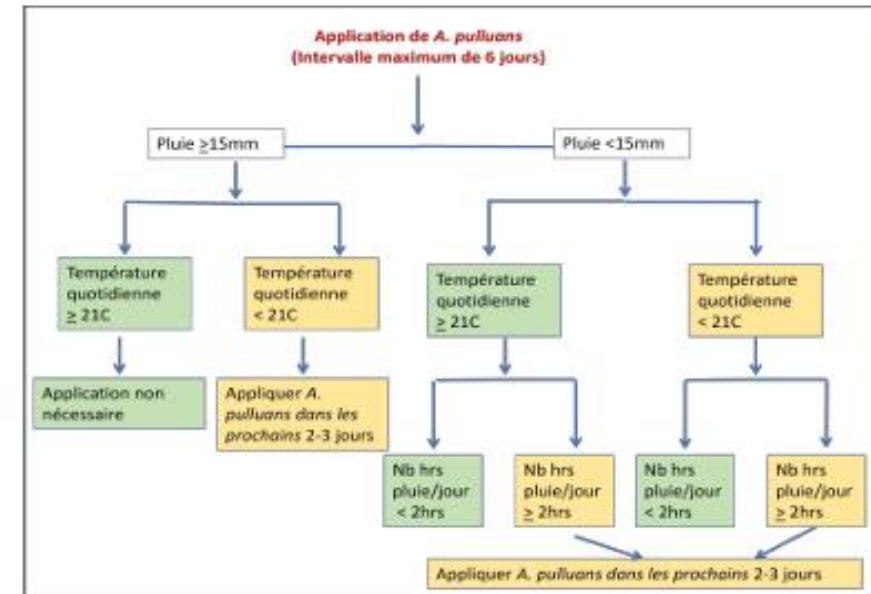 Application de A. pulluans
(Intervalle maximum de 6 jours)
Pluie ≥15mm
Pluie <15mm
Température
quotidienne
≥ 21C
Température
quotidienne
< 21C
Température
quotidienne
≥ 21C
Température
quotidienne
< 21C
Application non
nécessaire
Appliquer A.
pulluans dans les
prochains 2-3 jours
Nb hrs
pluie/jour
< 2hrs
Nb hrs
pluie/jour
≥ 2hrs
Nb hrs
pluie/jour
< 2hrs
Nb hrs
pluie/jour
≥ 2hrs
Appliquer A. pulluans dans les prochains 2-3 jours